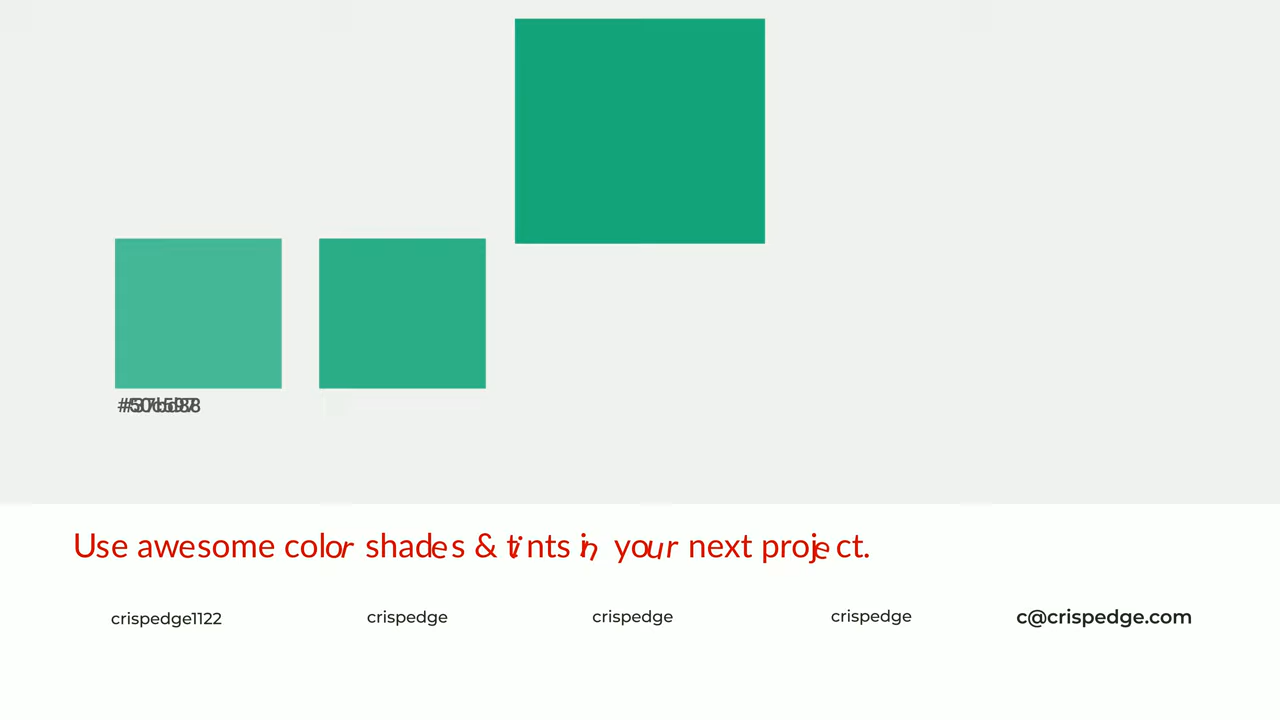 Use awesome color shades & tints in your next project.
crispedge1122 crispedge crispedge crispedge c@crispedge.com